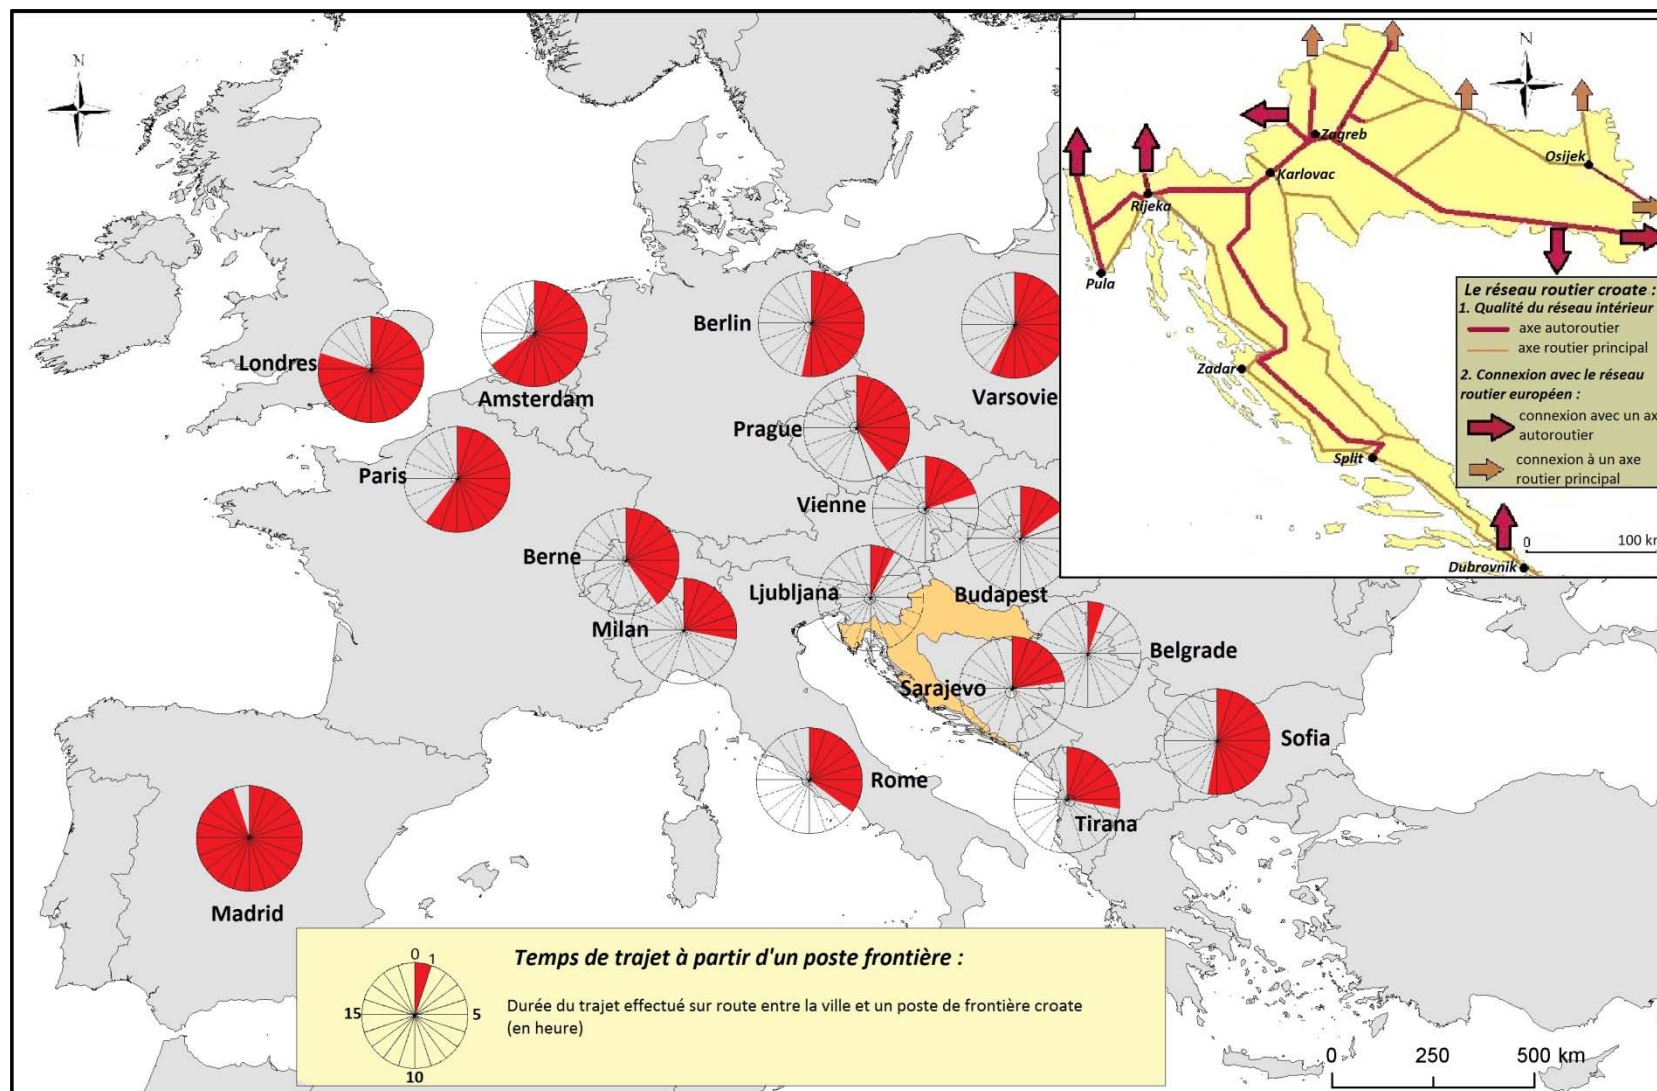 N
Londres
Amsterdam
Berlin
Varsovie
Prague
Paris
Vienne
Berne
Ljubljana
Budapest
Milan
Belgrade
Sarajevo
Sofia
Rome
Tirana
Madrid
N
Zagreb
Osijek
Karlovac
Rijeka
Pula
Zadar
Split
Dubrovnik
Le réseau routier croate :
1. Qualité du réseau intérieur
axe autoroutier
axe routier principal
2. Connexion avec le réseau
routier européen :
connexion avec un ax
autoroutier
connexion à un axe
routier principal
0 100 k
Temps de trajet à partir d'un poste frontière :
0 1
15 5
10
Durée du trajet effectué sur route entre la ville et un poste de frontière croate
(en heure)
0 250 500 km